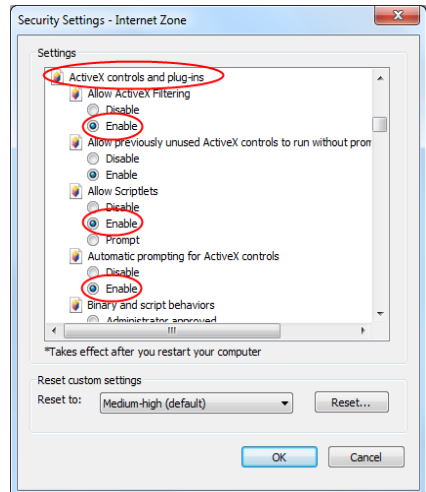 Security Settings - Internet Zone
Settings
ActiveX controls and plug-ins
Allow ActiveX Filtering
Disable
Enable
Allow previously unused ActiveX controls to run without prom
Disable
Enable
Allow Scriptlets
Disable
Enable
Prompt
Automatic prompting for ActiveX controls
Disable
Enable
Binary and script behaviors
Administrator approved
*Takes effect after you restart your computer
Reset custom settings
Reset to:
Medium-high (default)
Reset...
OK
Cancel